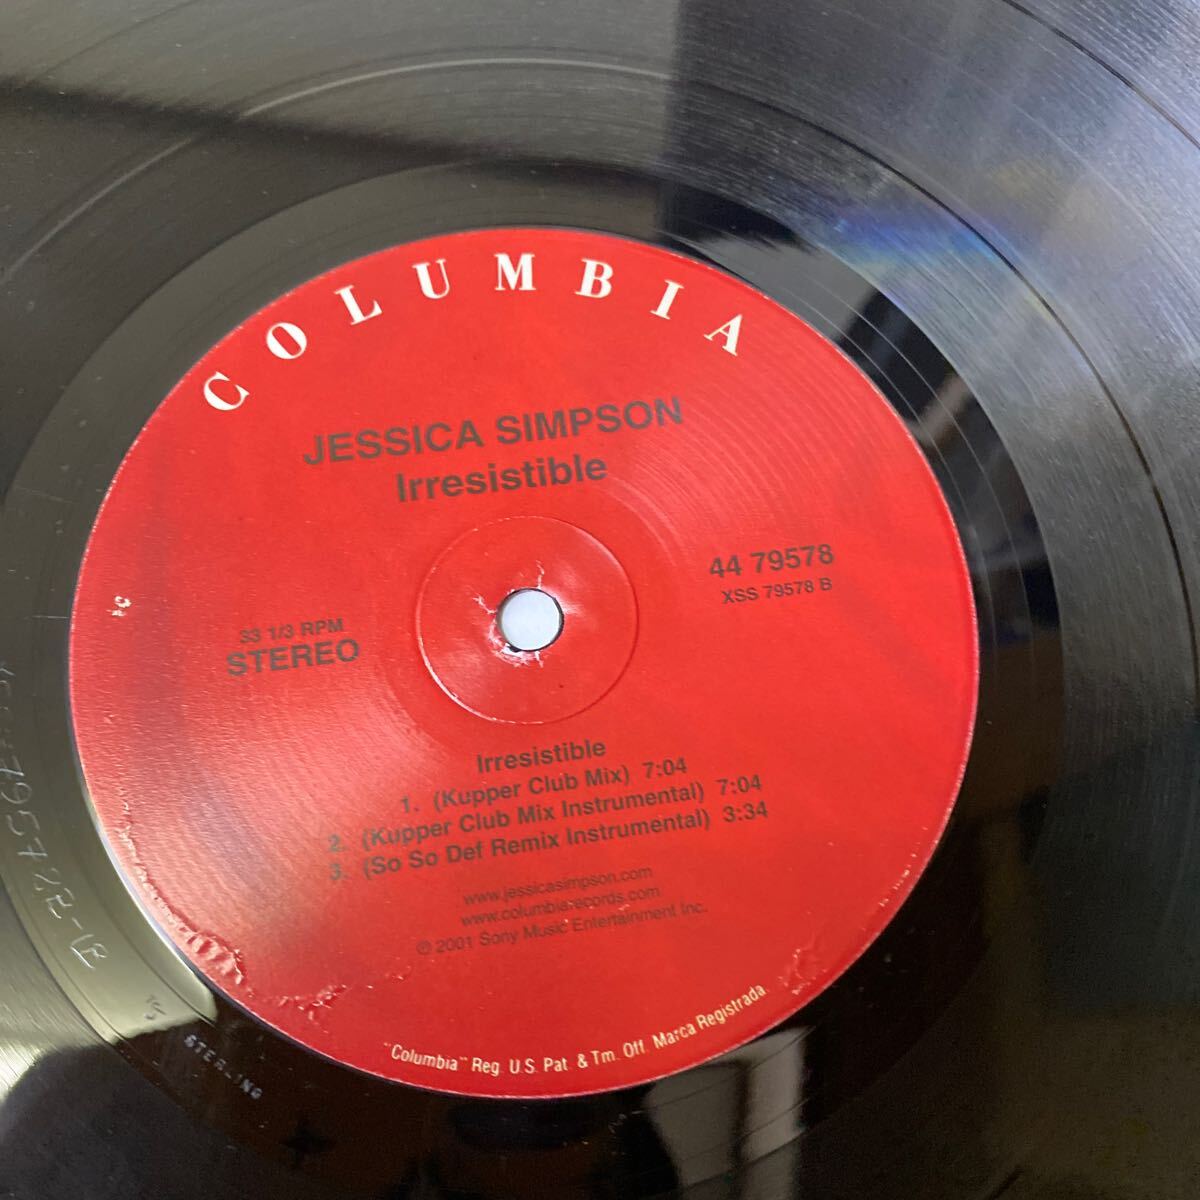 COLUMBIA
JESSICA SIMPSON
Irresistible
44 79578
XSS 79578 B
33 1/3 RPM
STEREO
Irresistible
1. (Kupper Club Mix) 7:04
2. (Kupper Club Mix Instrumental) 7:04
3. (So So Def Remix Instrumental) 3:34
www.jessicasimpson.com
www.columbiarecords.com
℗ 2001 Sony Music Entertainment Inc.
"Columbia" Reg. U.S. Pat. & Tm. Off. Marca Registrada.
STERLING